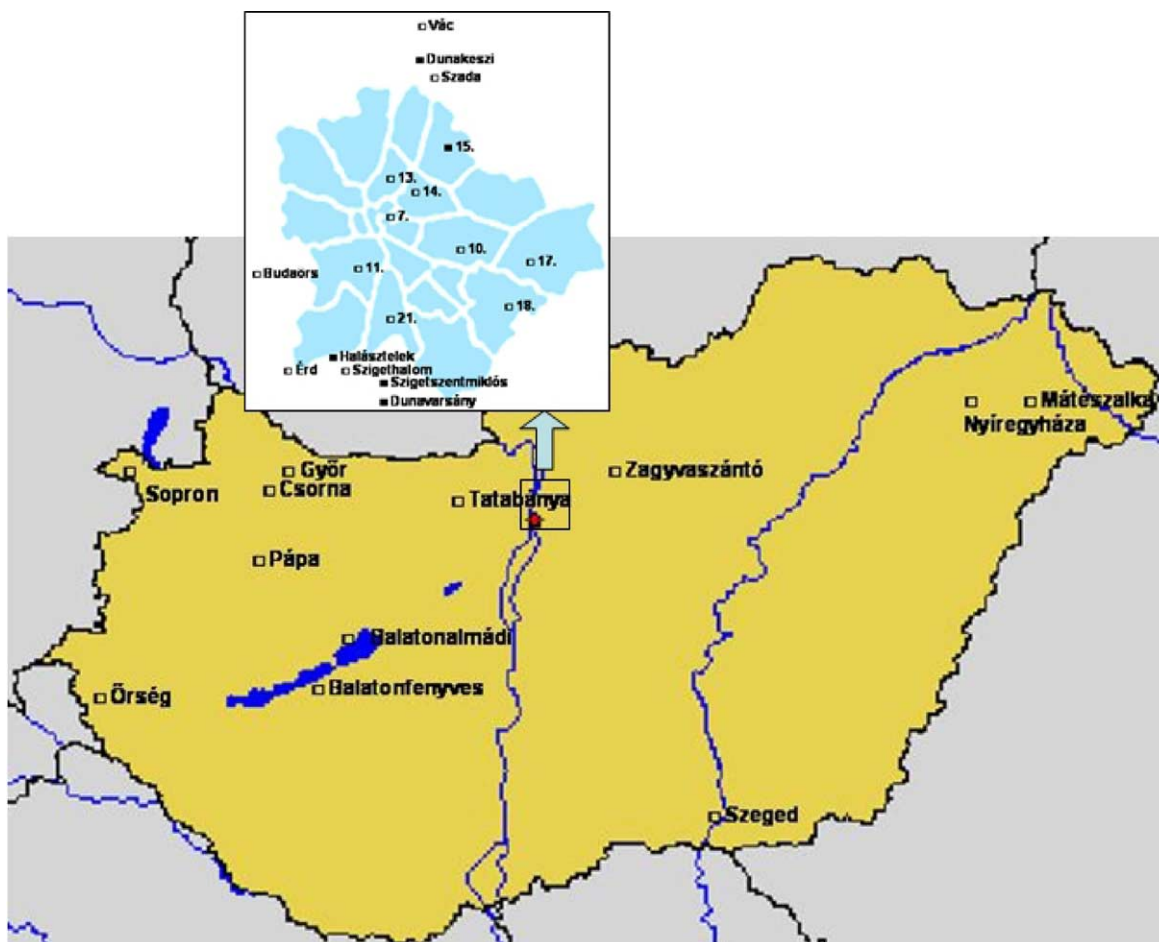 Vác
Dunakeszi
Szada
15.
13.
14.
7.
10.
17.
11.
Budaörs
18.
21.
Halásztelek
Érd
Szigethalom
Szigetszentmiklós
Dunavarsány
Mátészalka
Nyíregyháza
Győr
Zagyvaszántó
Sopron
Csorna
Tatabánya
Pápa
Balatonalmádi
Balatonfenyves
Őrség
Szeged